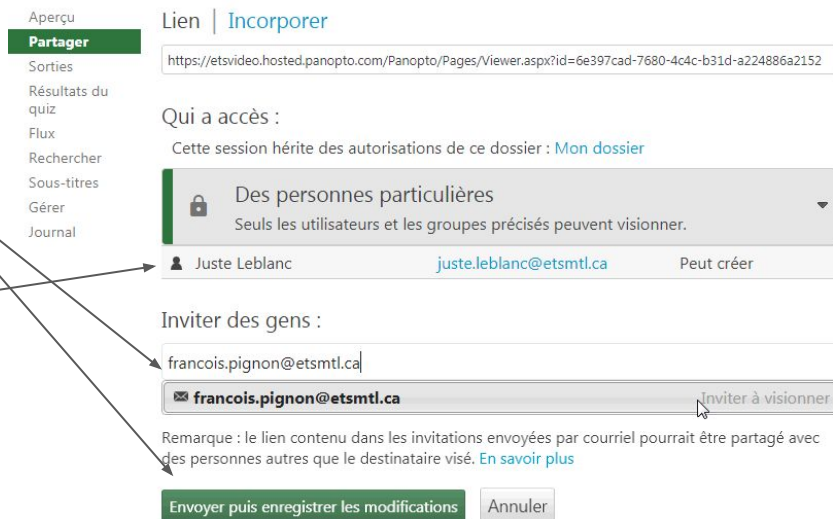 Aperçu
Partager
Sorties
Résultats du
quiz
Flux
Rechercher
Sous-titres
Gérer
Journal
Lien | Incorporer
https://etsvideo.hosted.panopto.com/Panopto/Pages/Viewer.aspx?id=6e397cad-7680-4c4c-b31d-a224886a2152
Qui a accès :
Cette session hérite des autorisations de ce dossier : Mon dossier
Des personnes particulières
Seuls les utilisateurs et les groupes précisés peuvent visionner.
Juste Leblanc juste.leblanc@etsmtl.ca Peut créer
Inviter des gens :
francois.pignon@etsmtl.ca
francois.pignon@etsmtl.ca Inviter à visionner
Remarque : le lien contenu dans les invitations envoyées par courriel pourrait être partagé avec
des personnes autres que le destinataire visé. En savoir plus
Envoyer puis enregistrer les modifications Annuler